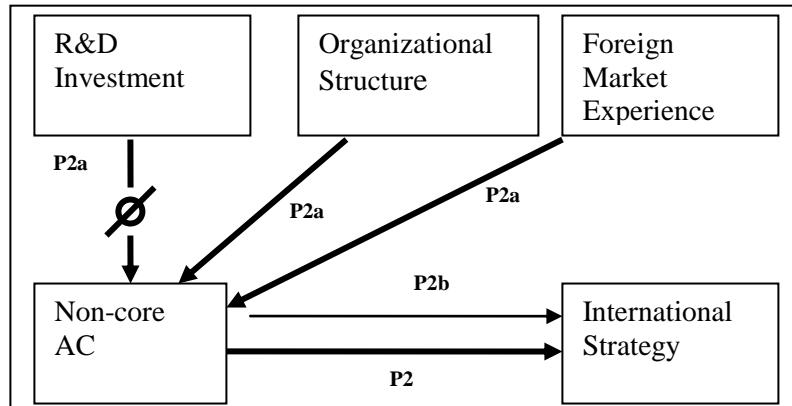 R&D
Investment
Organizational
Structure
Foreign
Market
Experience
P2a
P2a
P2a
Non-core
AC
P2b
P2
International
Strategy